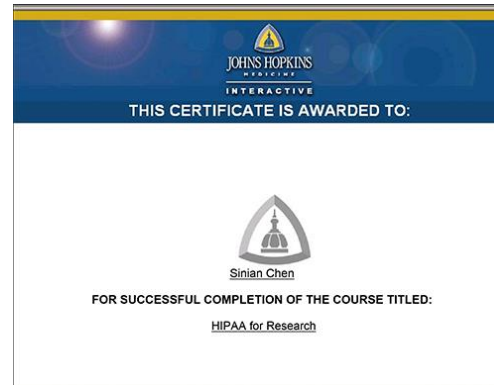 JOHNS HOPKINS
MEDICINE
INTERACTIVE
THIS CERTIFICATE IS AWARDED TO:
Sinian Chen
FOR SUCCESSFUL COMPLETION OF THE COURSE TITLED:
HIPAA for Research